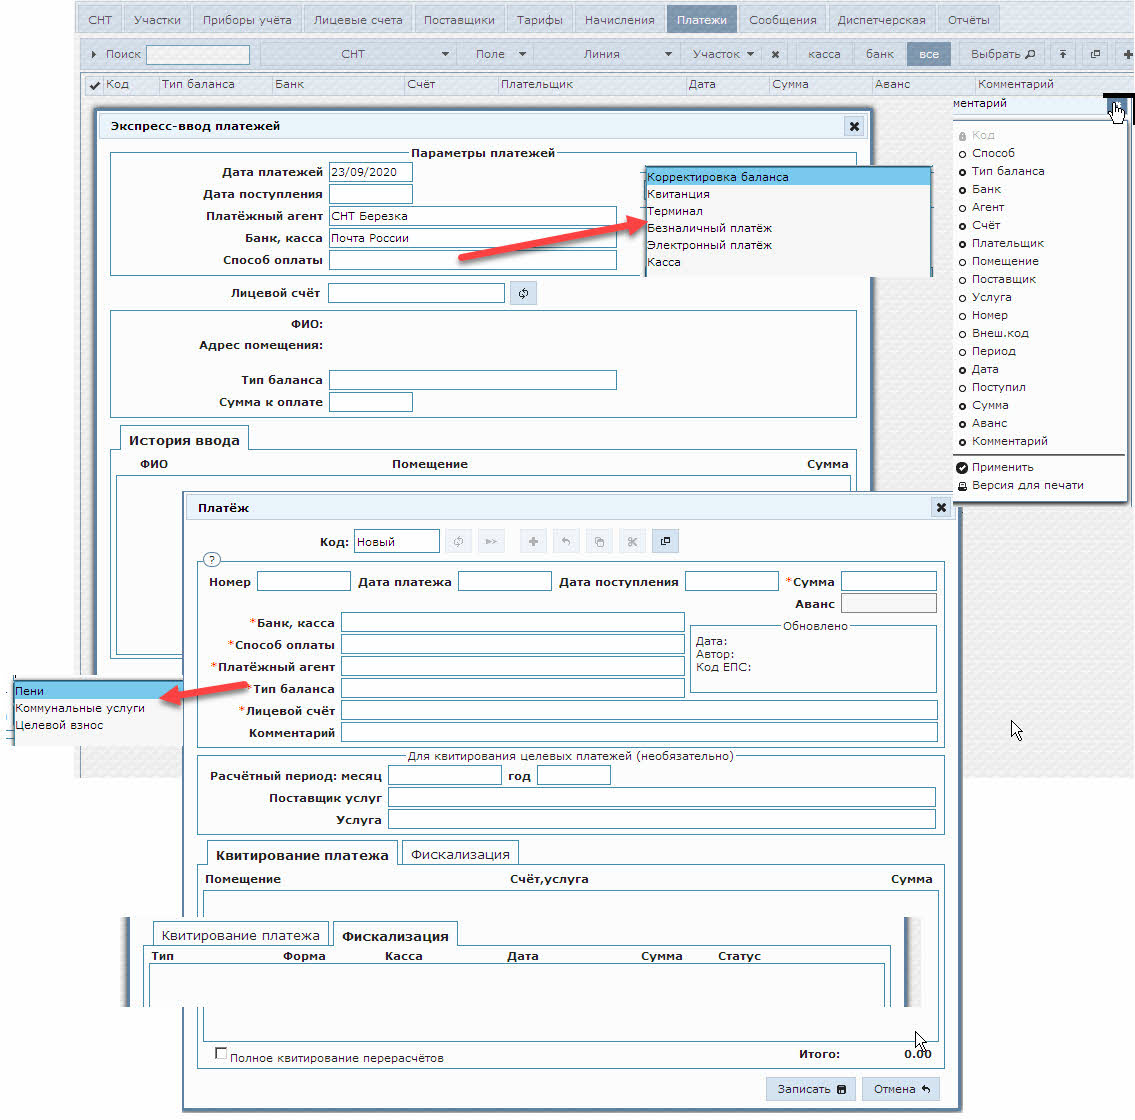 СНТ Участки Приборы учёта Лицевые счета Поставщики Тарифы Начисления Платежи Сообщения Диспетчерская Отчёты
Поиск СНТ Поле Линия Участок касса банк все Выбрать
Код Тип баланса Банк Счёт Плательщик Дата Сумма Аванс Комментарий
ментарий
Код
Способ
Тип баланса
Банк
Агент
Счёт
Плательщик
Помещение
Поставщик
Услуга
Номер
Внеш.код
Период
Дата
Поступил
Сумма
Аванс
Комментарий
Применить
Версия для печати
Экспресс-ввод платежей
Параметры платежей
Дата платежей 23/09/2020
Дата поступления
Платёжный агент СНТ Березка
Банк, касса Почта России
Способ оплаты
Корректировка баланса
Квитанция
Терминал
Безналичный платёж
Электронный платёж
Касса
Лицевой счёт
ФИО:
Адрес помещения:
Тип баланса
Сумма к оплате
История ввода
ФИО Помещение Сумма
Платёж
Код: Новый
?
Номер Дата платежа Дата поступления *Сумма
Аванс
*Банк, касса
*Способ оплаты
*Платёжный агент
*Тип баланса
*Лицевой счёт
Комментарий
Обновлено
Дата:
Автор:
Код ЕПС:
Пени
Коммунальные услуги
Целевой взнос
Для квитирования целевых платежей (необязательно)
Расчётный период: месяц год
Поставщик услуг
Услуга
Квитирование платежа Фискализация
Помещение Счёт,услуга Сумма
Квитирование платежа Фискализация
Тип Форма Касса Дата Сумма Статус
Полное квитирование перерасчётов Итого: 0.00
Записать Отмена